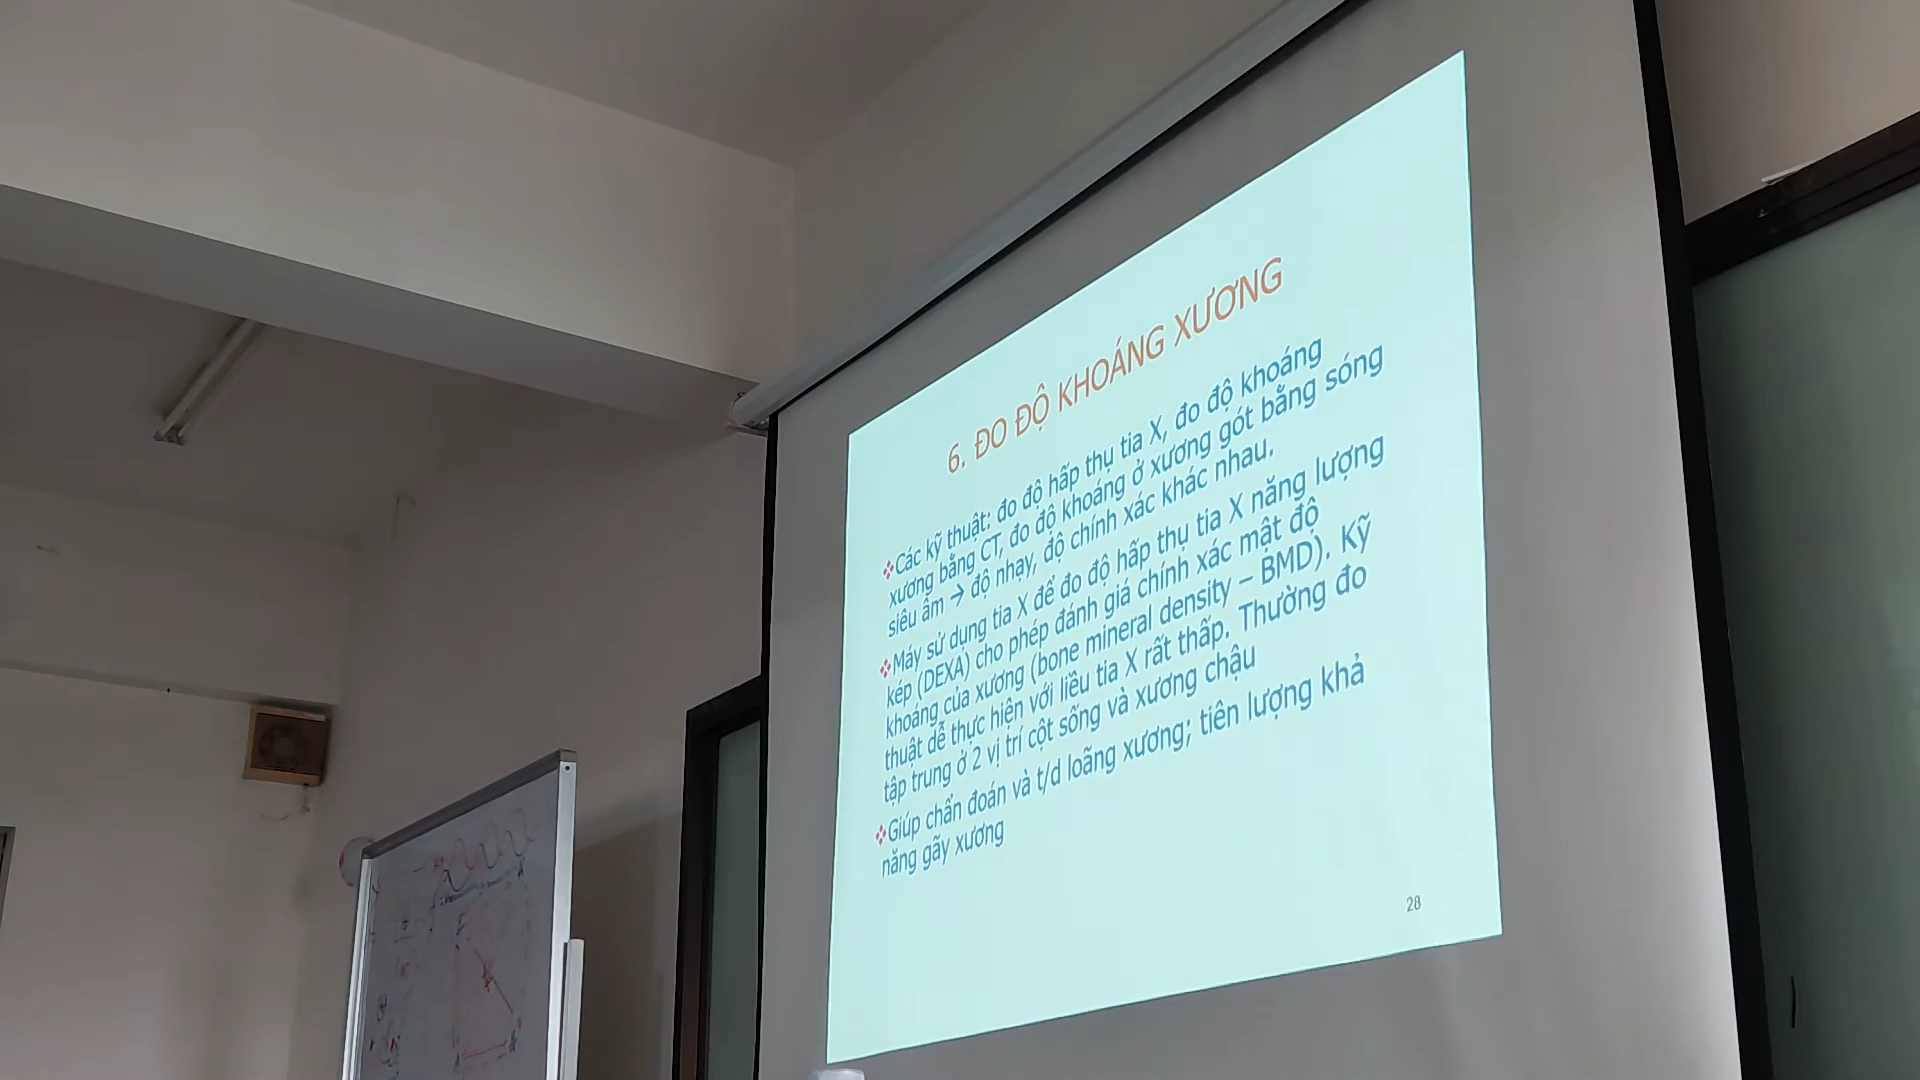 6. ĐO ĐỘ KHOÁNG XƯƠNG
❖Các kỹ thuật: đo độ hấp thụ tia X, đo độ khoáng
xương bằng CT, đo độ khoáng ở xương gót bằng sóng
siêu âm → độ nhạy, độ chính xác khác nhau.
❖Máy sử dụng tia X để đo độ hấp thụ tia X năng lượng
kép (DEXA) cho phép đánh giá chính xác mật độ
khoáng của xương (bone mineral density – BMD). Kỹ
thuật dễ thực hiện với liều tia X rất thấp. Thường đo
tập trung ở 2 vị trí cột sống và xương chậu
❖Giúp chẩn đoán và t/d loãng xương; tiên lượng khả
năng gãy xương
28